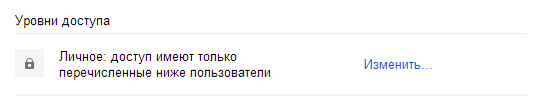 Уровни доступа
Личное: доступ имеют только
перечисленные ниже пользователи
Изменить...